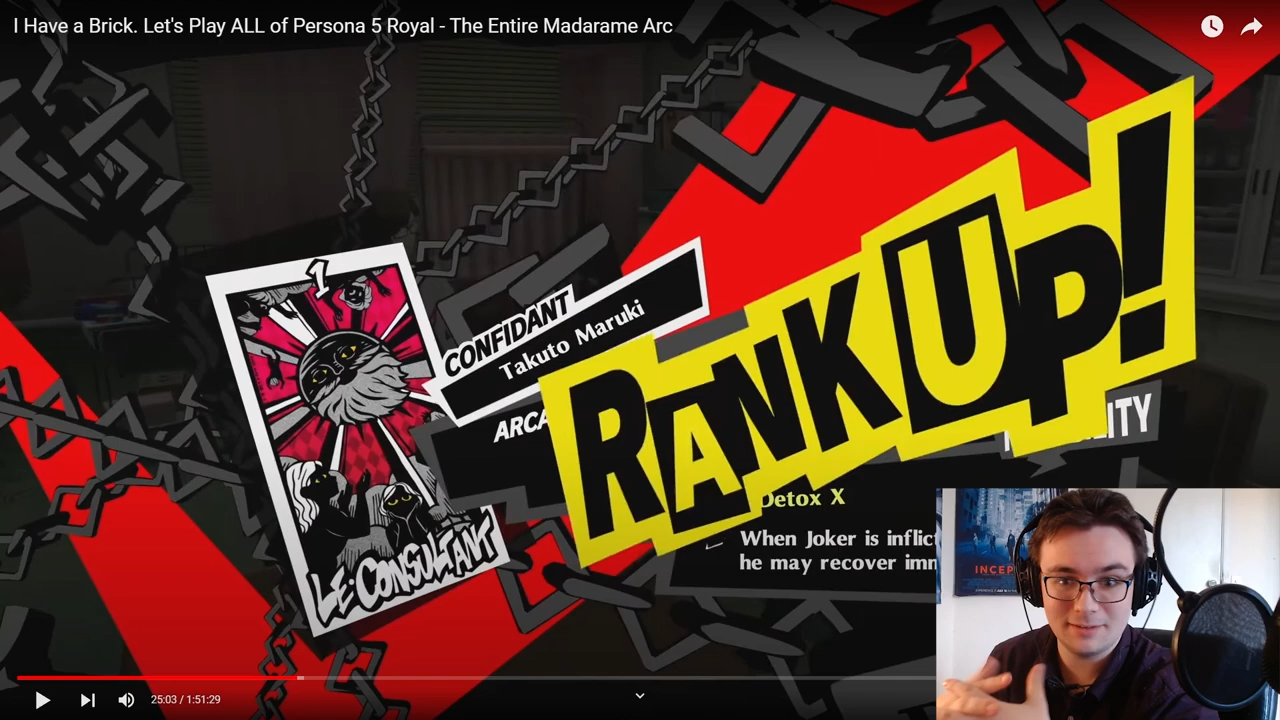 I Have a Brick. Let's Play ALL of Persona 5 Royal - The Entire Madarame Arc
1
CONFIDANT
Takuto Maruki
RANK UP!
ARCA
LITY
LE·CONSULTANT
Detox X
When Joker is inflict
he may recover imm
INCEP
25:03 / 1:51:29